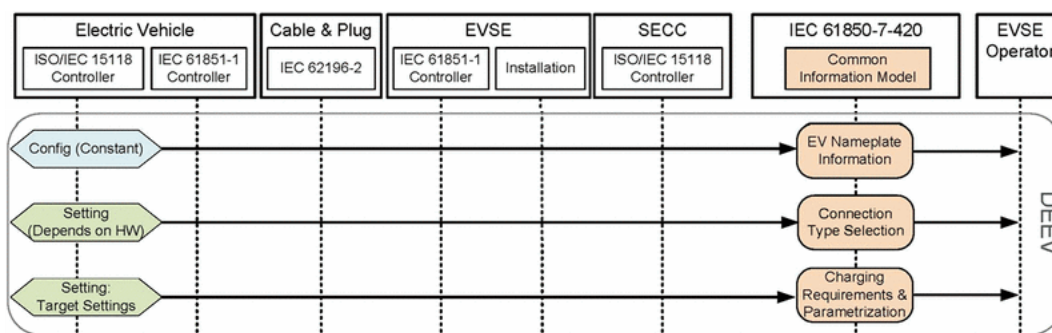 Electric Vehicle
Cable & Plug
EVSE
SECC
IEC 61850-7-420
EVSE
Operator
ISO/IEC 15118
Controller
IEC 61851-1
Controller
IEC 62196-2
IEC 61851-1
Controller
Installation
ISO/IEC 15118
Controller
Common
Information Model
Config (Constant)
EV Nameplate
Information
Setting
(Depends on HW)
Connection
Type Selection
DEEV
Setting:
Target Settings
Charging
Requirements &
Parametrization